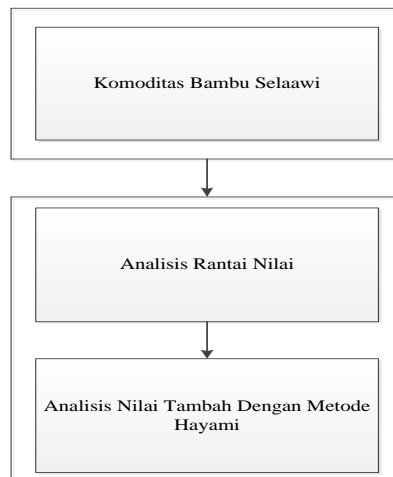 Komoditas Bambu Selaawi
Analisis Rantai Nilai
Analisis Nilai Tambah Dengan Metode
Hayami